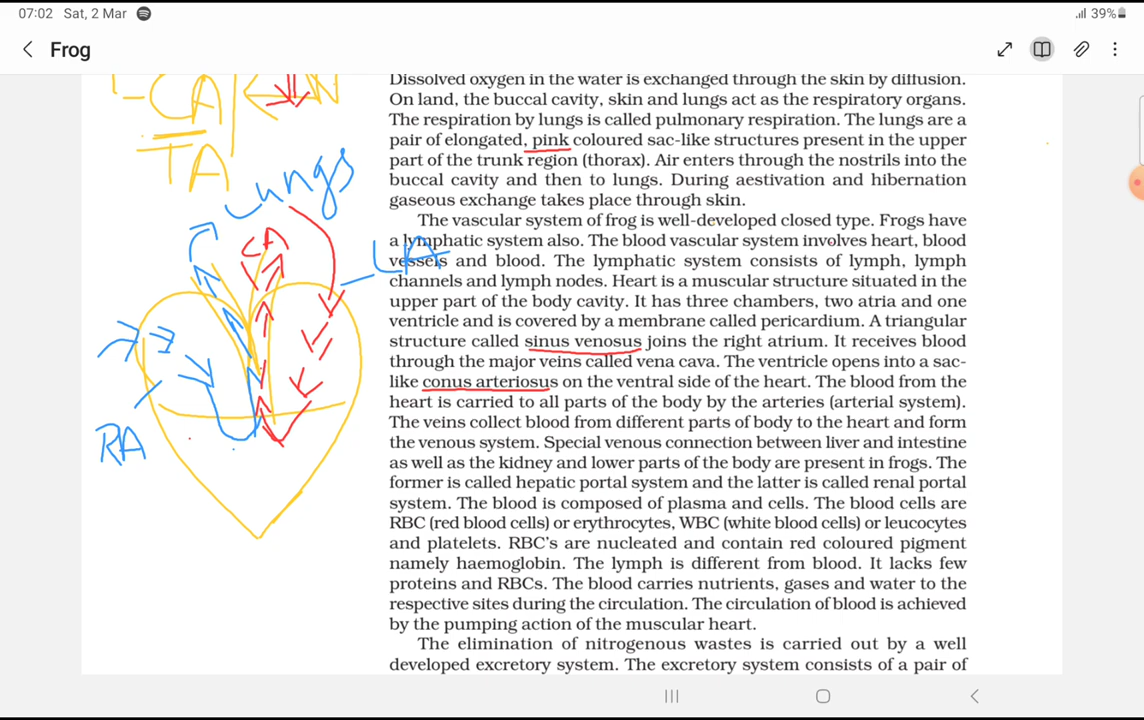 07:02 Sat, 2 Mar
39%
Frog
CA
TA
Lungs
CA
LA
RA
Dissolved oxygen in the water is exchanged through the skin by diffusion.
On land, the buccal cavity, skin and lungs act as the respiratory organs.
The respiration by lungs is called pulmonary respiration. The lungs are a
pair of elongated, pink coloured sac-like structures present in the upper
part of the trunk region (thorax). Air enters through the nostrils into the
buccal cavity and then to lungs. During aestivation and hibernation
gaseous exchange takes place through skin.
The vascular system of frog is well-developed closed type. Frogs have
a lymphatic system also. The blood vascular system involves heart, blood
vessels and blood. The lymphatic system consists of lymph, lymph
channels and lymph nodes. Heart is a muscular structure situated in the
upper part of the body cavity. It has three chambers, two atria and one
ventricle and is covered by a membrane called pericardium. A triangular
structure called sinus venosus joins the right atrium. It receives blood
through the major veins called vena cava. The ventricle opens into a sac-
like conus arteriosus on the ventral side of the heart. The blood from the
heart is carried to all parts of the body by the arteries (arterial system).
The veins collect blood from different parts of body to the heart and form
the venous system. Special venous connection between liver and intestine
as well as the kidney and lower parts of the body are present in frogs. The
former is called hepatic portal system and the latter is called renal portal
system. The blood is composed of plasma and cells. The blood cells are
RBC (red blood cells) or erythrocytes, WBC (white blood cells) or leucocytes
and platelets. RBC's are nucleated and contain red coloured pigment
namely haemoglobin. The lymph is different from blood. It lacks few
proteins and RBCs. The blood carries nutrients, gases and water to the
respective sites during the circulation. The circulation of blood is achieved
by the pumping action of the muscular heart.
The elimination of nitrogenous wastes is carried out by a well
developed excretory system. The excretory system consists of a pair of